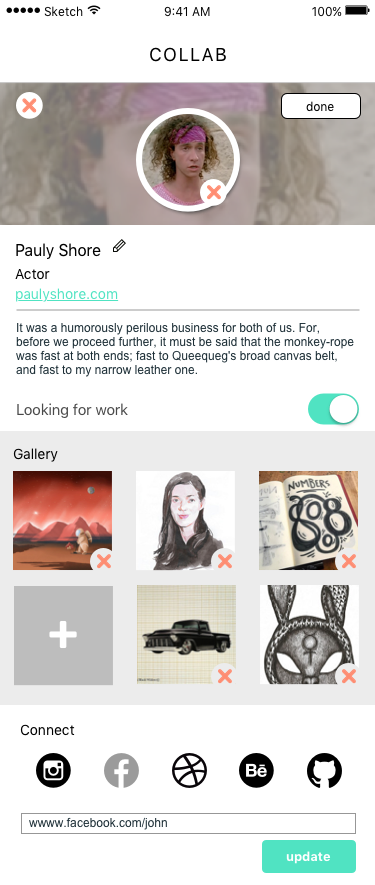 Sketch 9:41 AM 100%
COLLAB
done
Pauly Shore
Actor
paulyshore.com
It was a humorously perilous business for both of us. For,
before we proceed further, it must be said that the monkey-rope
was fast at both ends; fast to Queequeg's broad canvas belt,
and fast to my narrow leather one.
Looking for work
Gallery
NUMBERS
Connect
Bē
wwww.facebook.com/john
update